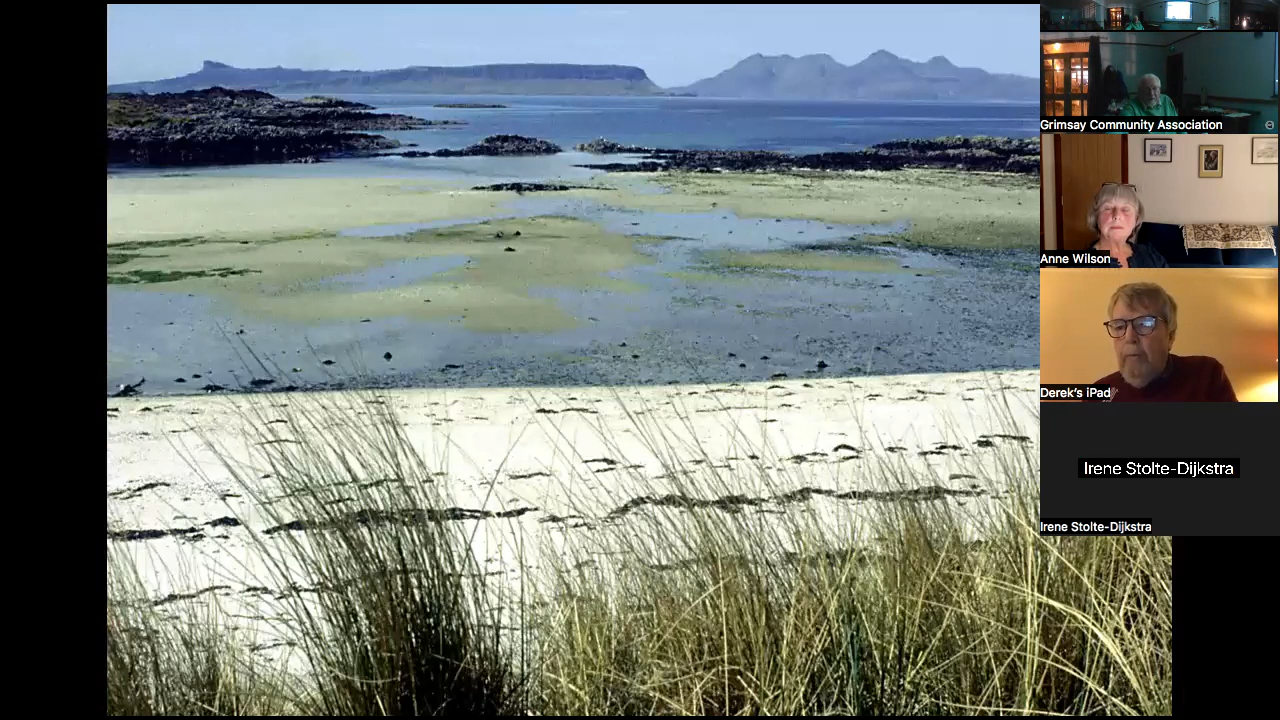 Grimsay Community Association
Anne Wilson
Derek's iPad
Irene Stolte-Dijkstra
Irene Stolte-Dijkstra